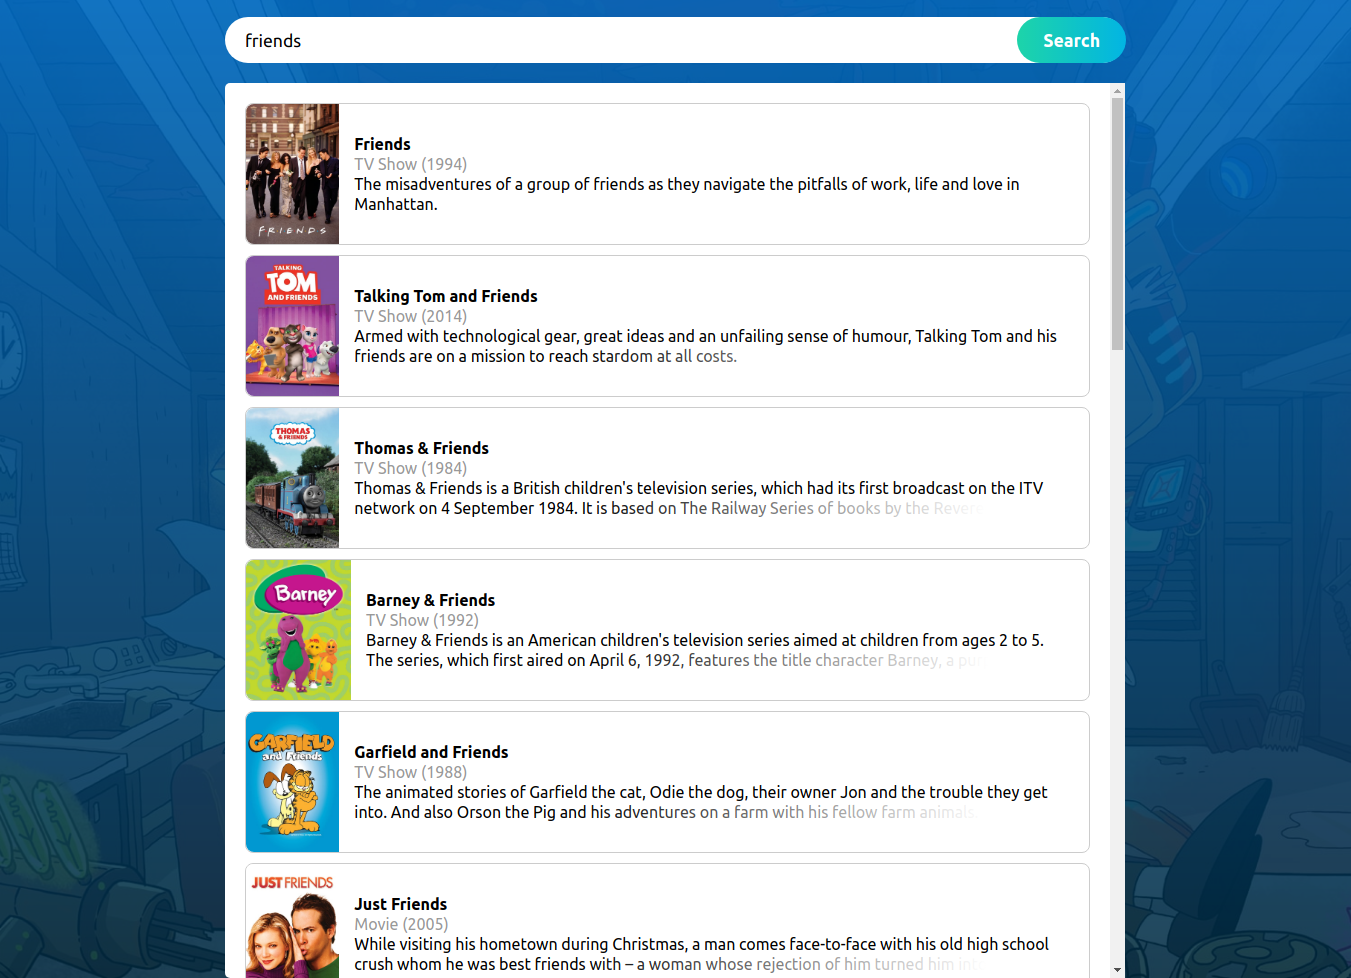 friends
Search
FRIENDS
Friends
TV Show (1994)
The misadventures of a group of friends as they navigate the pitfalls of work, life and love in
Manhattan.
TALKING
TOM
AND FRIENDS
Talking Tom and Friends
TV Show (2014)
Armed with technological gear, great ideas and an unfailing sense of humour, Talking Tom and his
friends are on a mission to reach stardom at all costs.
THOMAS
& FRIENDS
Thomas & Friends
TV Show (1984)
Thomas & Friends is a British children's television series, which had its first broadcast on the ITV
network on 4 September 1984. It is based on The Railway Series of books by the Rever
Barney
Barney & Friends
TV Show (1992)
Barney & Friends is an American children's television series aimed at children from ages 2 to 5.
The series, which first aired on April 6, 1992, features the title character Barney, a pu
GARFIELD
and Friends
Garfield and Friends
TV Show (1988)
The animated stories of Garfield the cat, Odie the dog, their owner Jon and the trouble they get
into. And also Orson the Pig and his adventures on a farm with his fellow farm animals.
JUST FRIENDS
Just Friends
Movie (2005)
While visiting his hometown during Christmas, a man comes face-to-face with his old high school
crush whom he was best friends with – a woman whose rejection of him turned him int